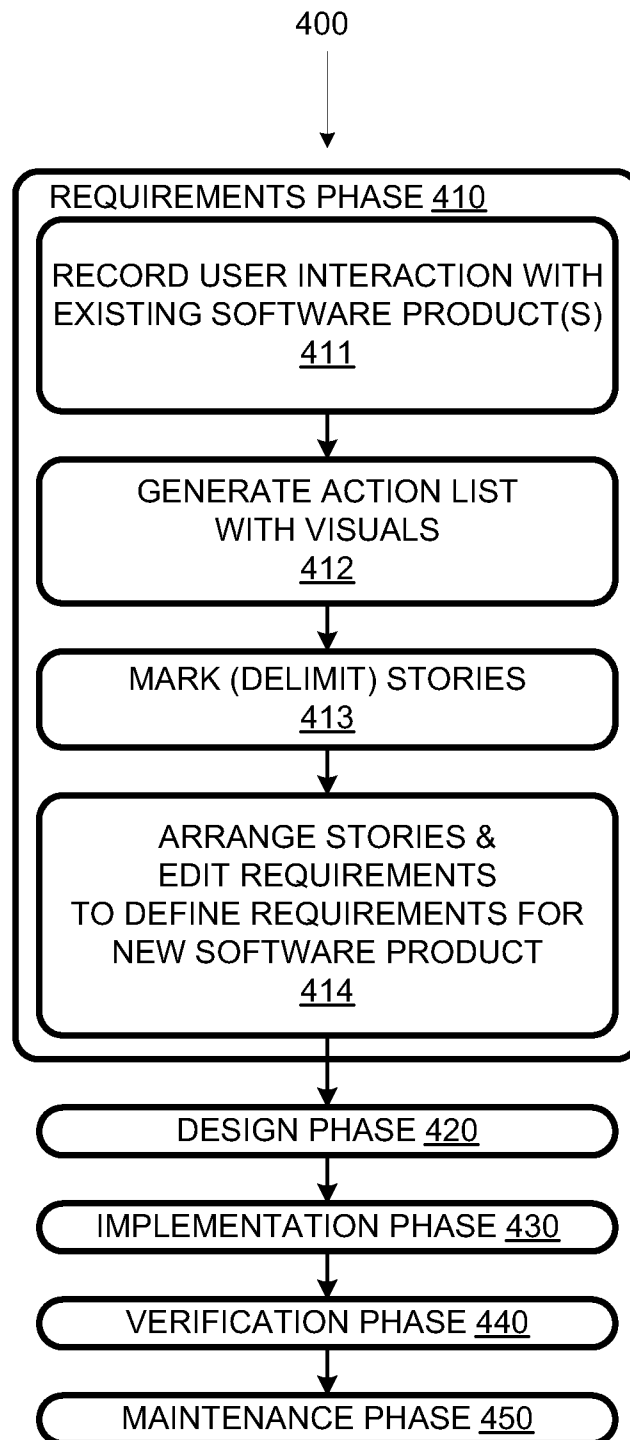 400
REQUIREMENTS PHASE 410
RECORD USER INTERACTION WITH
EXISTING SOFTWARE PRODUCT(S)
411
GENERATE ACTION LIST
WITH VISUALS
412
MARK (DELIMIT) STORIES
413
ARRANGE STORIES &
EDIT REQUIREMENTS
TO DEFINE REQUIREMENTS FOR
NEW SOFTWARE PRODUCT
414
DESIGN PHASE 420
IMPLEMENTATION PHASE 430
VERIFICATION PHASE 440
MAINTENANCE PHASE 450